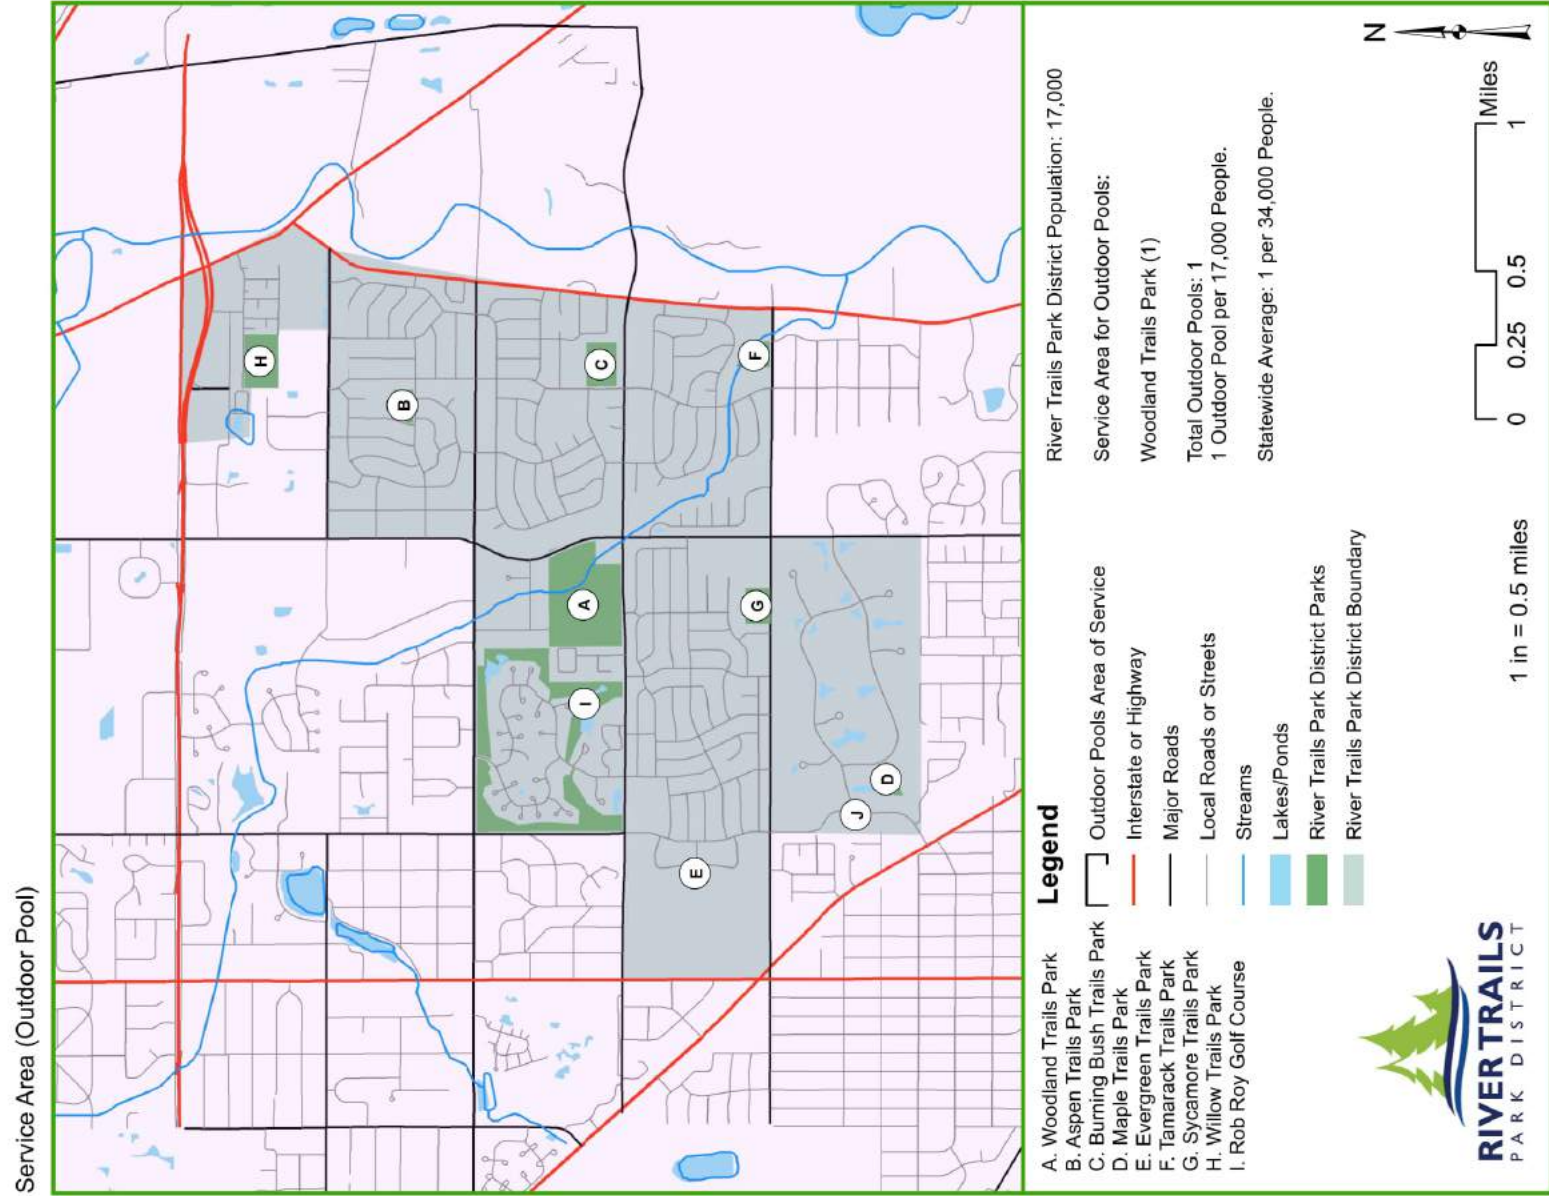 Service Area (Outdoor Pool)
A
B
C
D
E
F
G
H
I
J
A. Woodland Trails Park
B. Aspen Trails Park
C. Burning Bush Trails Park
D. Maple Trails Park
E. Evergreen Trails Park
F. Tamarack Trails Park
G. Sycamore Trails Park
H. Willow Trails Park
I. Rob Roy Golf Course
Legend
Outdoor Pools Area of Service
Interstate or Highway
Major Roads
Local Roads or Streets
Streams
Lakes/Ponds
River Trails Park District Parks
River Trails Park District Boundary
River Trails Park District Population: 17,000
Service Area for Outdoor Pools:
Woodland Trails Park (1)
Total Outdoor Pools: 1
1 Outdoor Pool per 17,000 People.
Statewide Average: 1 per 34,000 People.
N
1 in = 0.5 miles
0 0.25 0.5 1
Miles
RIVER TRAILS
PARK DISTRICT